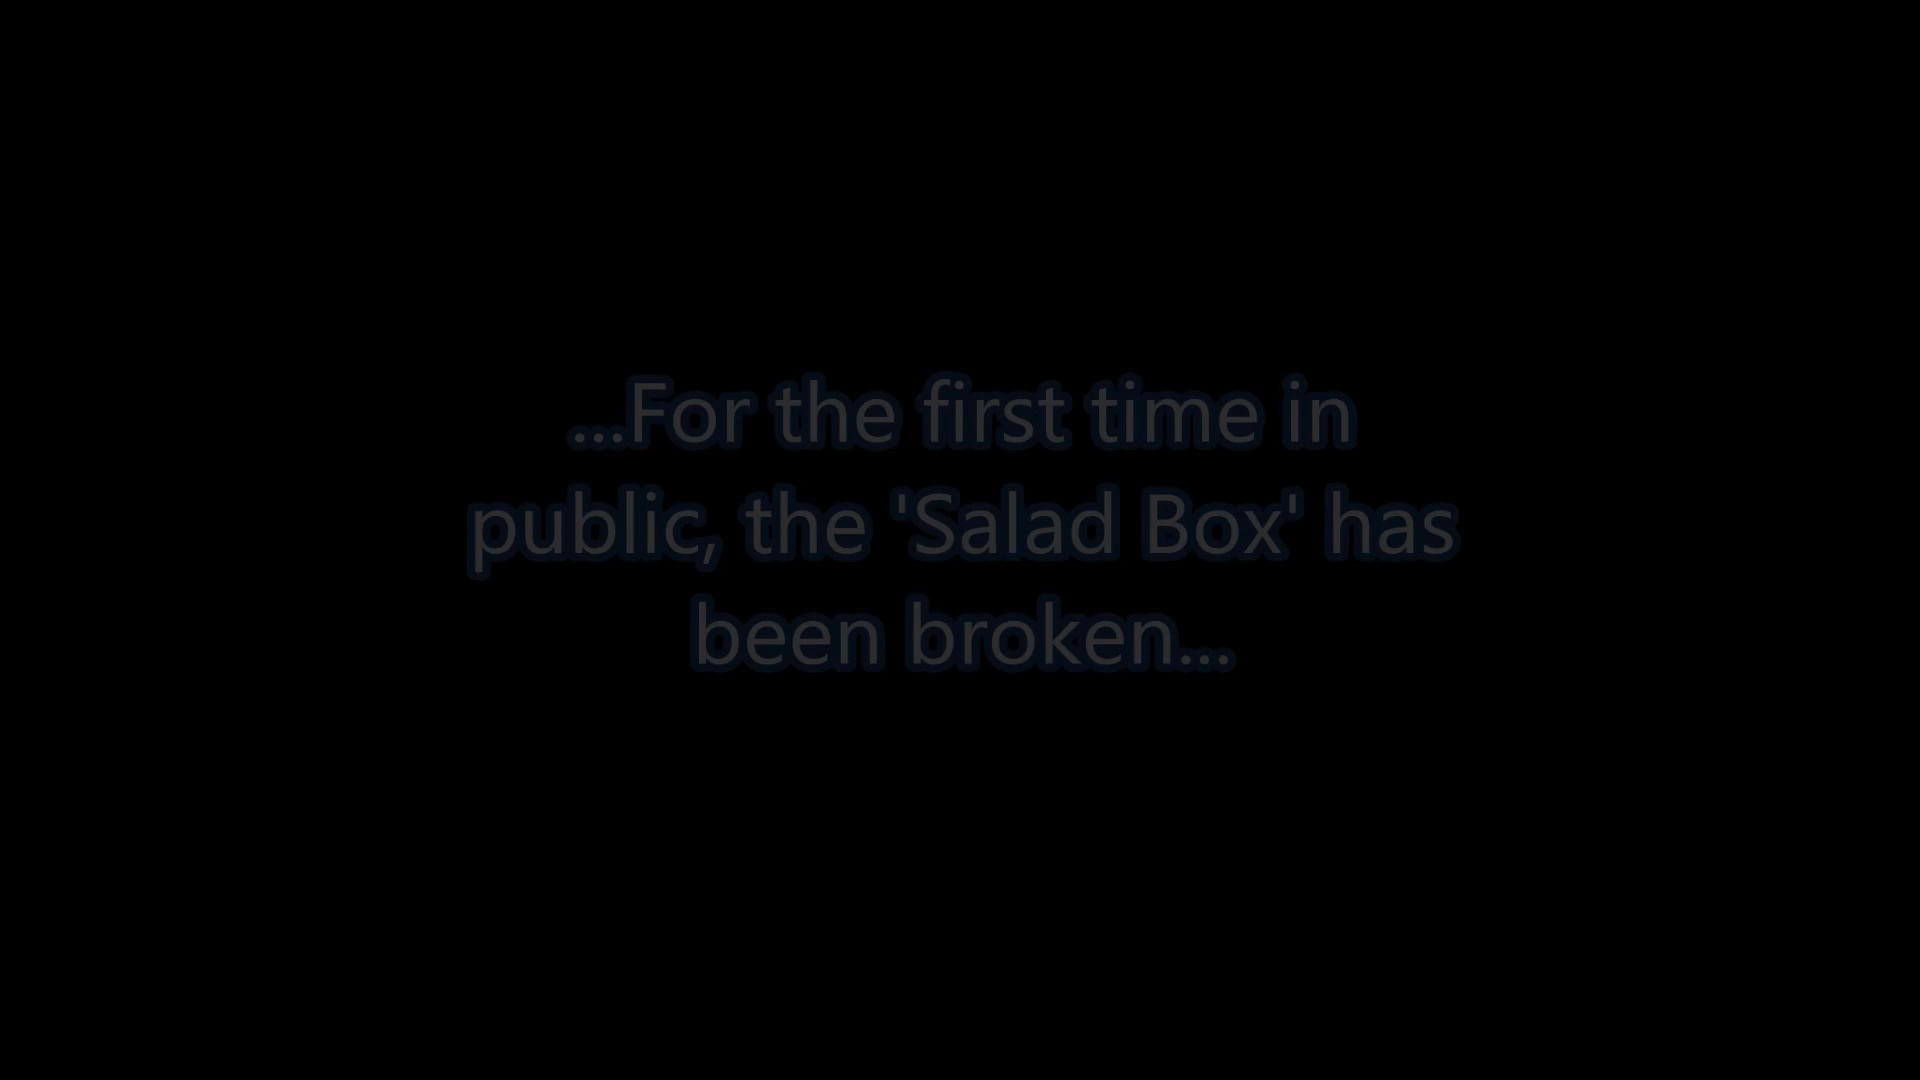 ...For the first time in
public, the 'Salad Box' has
been broken...